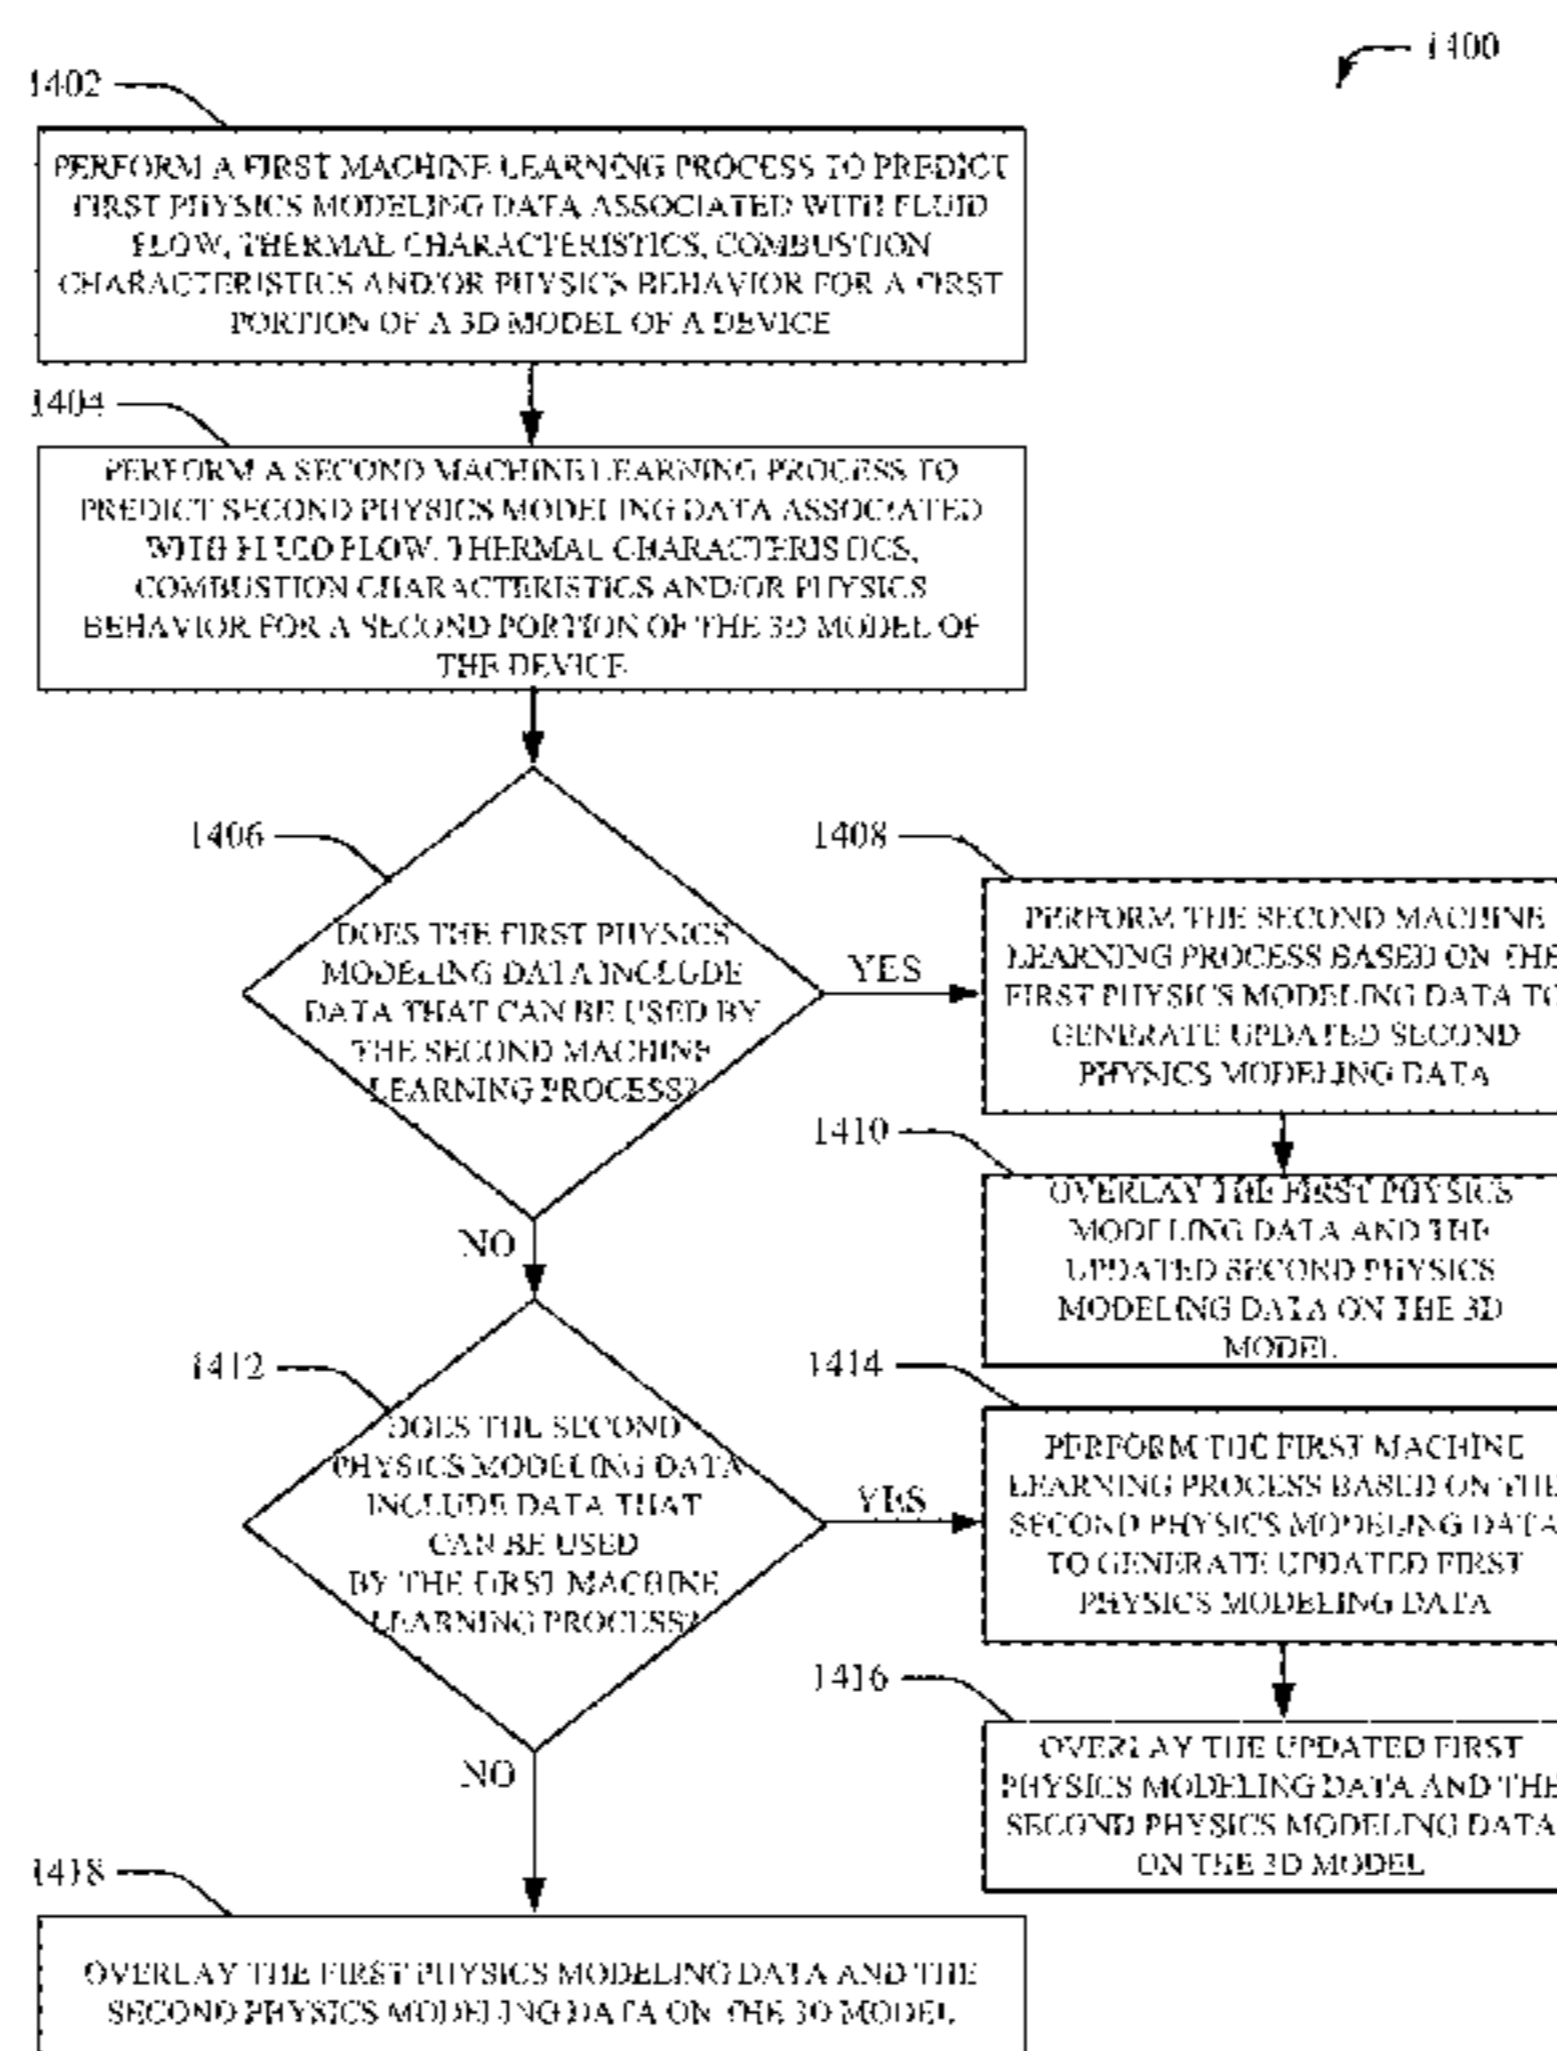 1400
1402
PERFORM A FIRST MACHINE LEARNING PROCESS TO PREDICT
FIRST PHYSICS MODELING DATA ASSOCIATED WITH FLUID
FLOW, THERMAL CHARACTERISTICS, COMBUSTION
CHARACTERISTICS AND/OR PHYSICS BEHAVIOR FOR A FIRST
PORTION OF A 3D MODEL OF A DEVICE
1404
PERFORM A SECOND MACHINE LEARNING PROCESS TO
PREDICT SECOND PHYSICS MODELING DATA ASSOCIATED
WITH FLUID FLOW, THERMAL CHARACTERISTICS,
COMBUSTION CHARACTERISTICS AND/OR PHYSICS
BEHAVIOR FOR A SECOND PORTION OF THE 3D MODEL OF
THE DEVICE
1406
DOES THE FIRST PHYSICS
MODELING DATA INCLUDE
DATA THAT CAN BE USED BY
THE SECOND MACHINE
LEARNING PROCESS?
YES
1408
PERFORM THE SECOND MACHINE
LEARNING PROCESS BASED ON THE
FIRST PHYSICS MODELING DATA TO
GENERATE UPDATED SECOND
PHYSICS MODELING DATA
1410
OVERLAY THE FIRST PHYSICS
MODELING DATA AND THE
UPDATED SECOND PHYSICS
MODELING DATA ON THE 3D
MODEL
NO
1412
DOES THE SECOND
PHYSICS MODELING DATA
INCLUDE DATA THAT
CAN BE USED
BY THE FIRST MACHINE
LEARNING PROCESS?
YES
1414
PERFORM THE FIRST MACHINE
LEARNING PROCESS BASED ON THE
SECOND PHYSICS MODELING DATA
TO GENERATE UPDATED FIRST
PHYSICS MODELING DATA
1416
OVERLAY THE UPDATED FIRST
PHYSICS MODELING DATA AND THE
SECOND PHYSICS MODELING DATA
ON THE 3D MODEL
NO
1418
OVERLAY THE FIRST PHYSICS MODELING DATA AND THE
SECOND PHYSICS MODELING DATA ON THE 3D MODEL